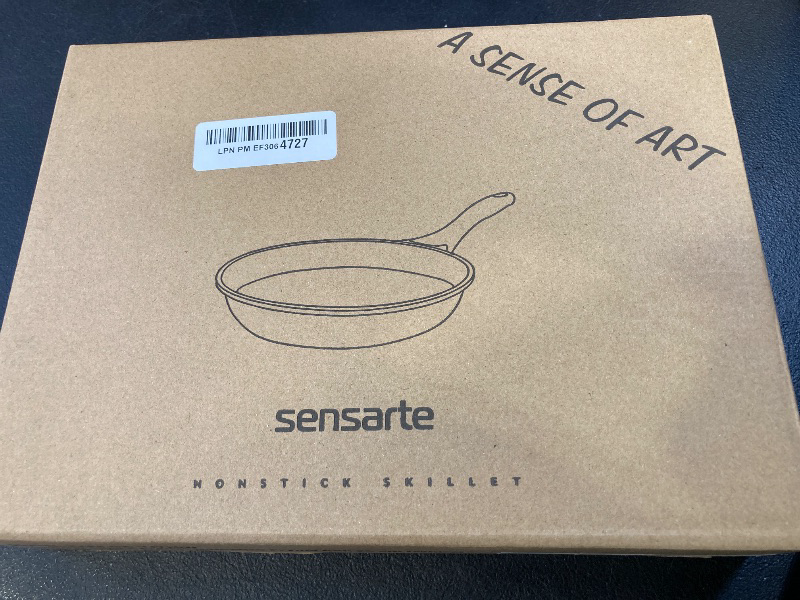 A SENSE OF ART
LPN PM EF3064727
sensarte
NONSTICK SKILLET